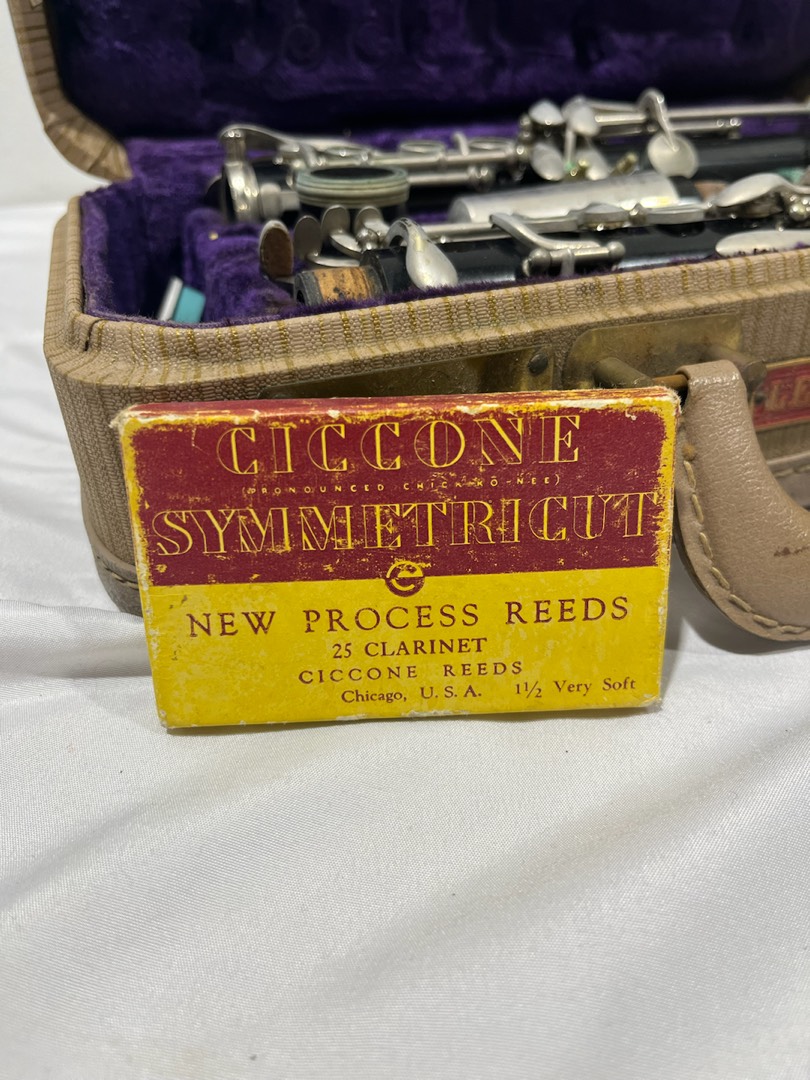 CICCONE
(PRONOUNCED CHICK-KŌ-NEE)
SYMMETRICUT
NEW PROCESS REEDS
25 CLARINET
CICCONE REEDS
Chicago, U. S. A. 1½ Very Soft